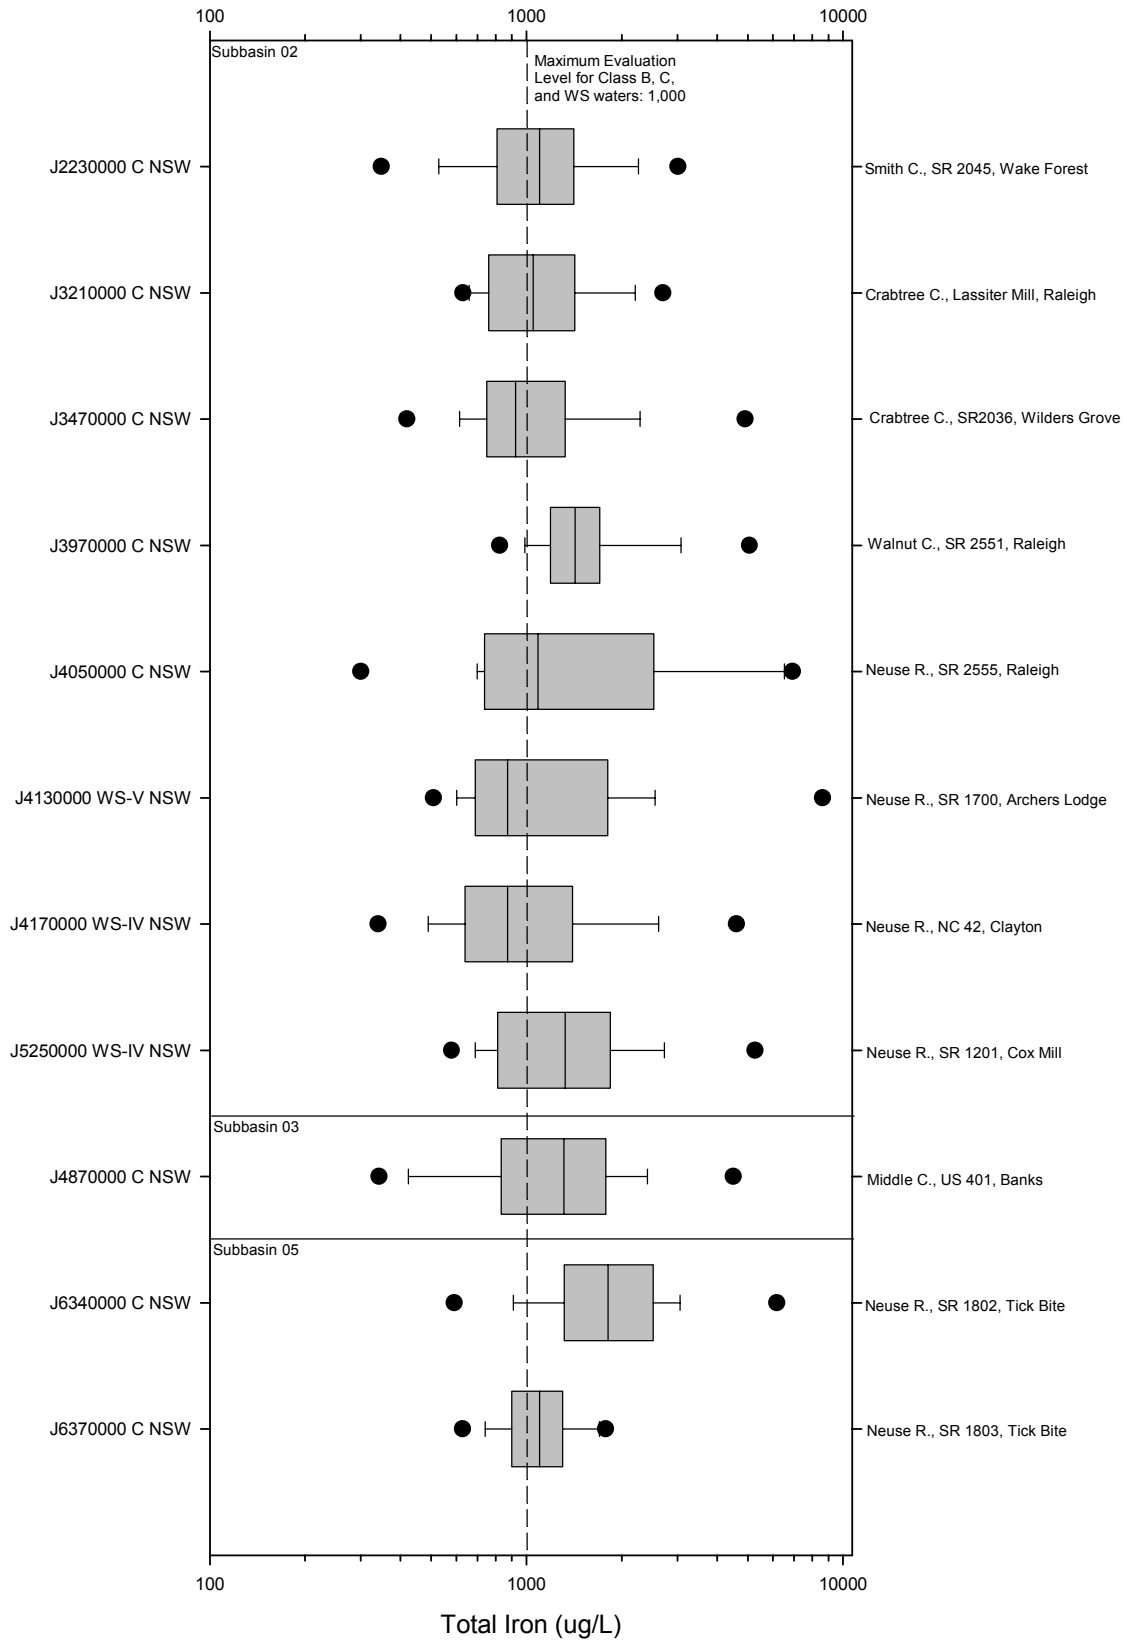 100 1000 10000
Subbasin 02
Maximum Evaluation
Level for Class B, C,
and WS waters: 1,000
J2230000 C NSW Smith C., SR 2045, Wake Forest
J3210000 C NSW Crabtree C., Lassiter Mill, Raleigh
J3470000 C NSW Crabtree C., SR2036, Wilders Grove
J3970000 C NSW Walnut C., SR 2551, Raleigh
J4050000 C NSW Neuse R., SR 2555, Raleigh
J4130000 WS-V NSW Neuse R., SR 1700, Archers Lodge
J4170000 WS-IV NSW Neuse R., NC 42, Clayton
J5250000 WS-IV NSW Neuse R., SR 1201, Cox Mill
Subbasin 03
J4870000 C NSW Middle C., US 401, Banks
Subbasin 05
J6340000 C NSW Neuse R., SR 1802, Tick Bite
J6370000 C NSW Neuse R., SR 1803, Tick Bite
100 1000 10000
Total Iron (ug/L)